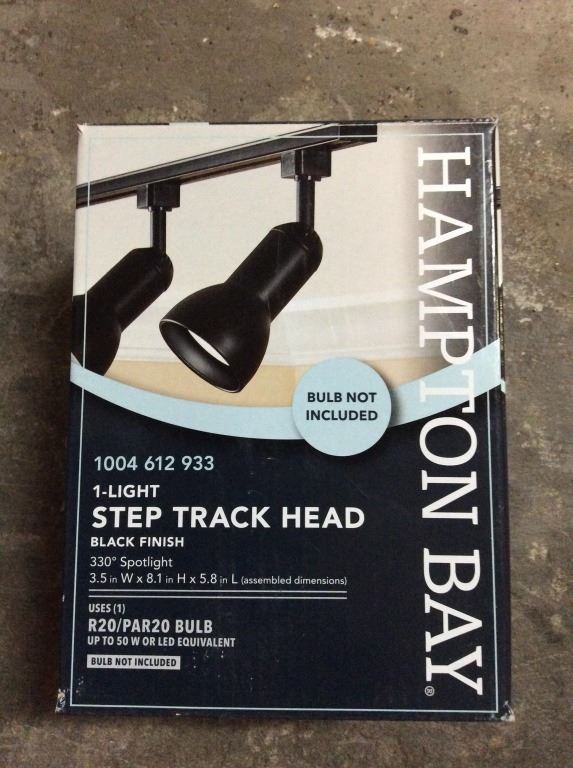 HAMPTON BAY®
BULB NOT
INCLUDED
1004 612 933
1-LIGHT
STEP TRACK HEAD
BLACK FINISH
330° Spotlight
3.5 in W x 8.1 in H x 5.8 in L (assembled dimensions)
USES (1)
R20/PAR20 BULB
UP TO 50 W OR LED EQUIVALENT
BULB NOT INCLUDED